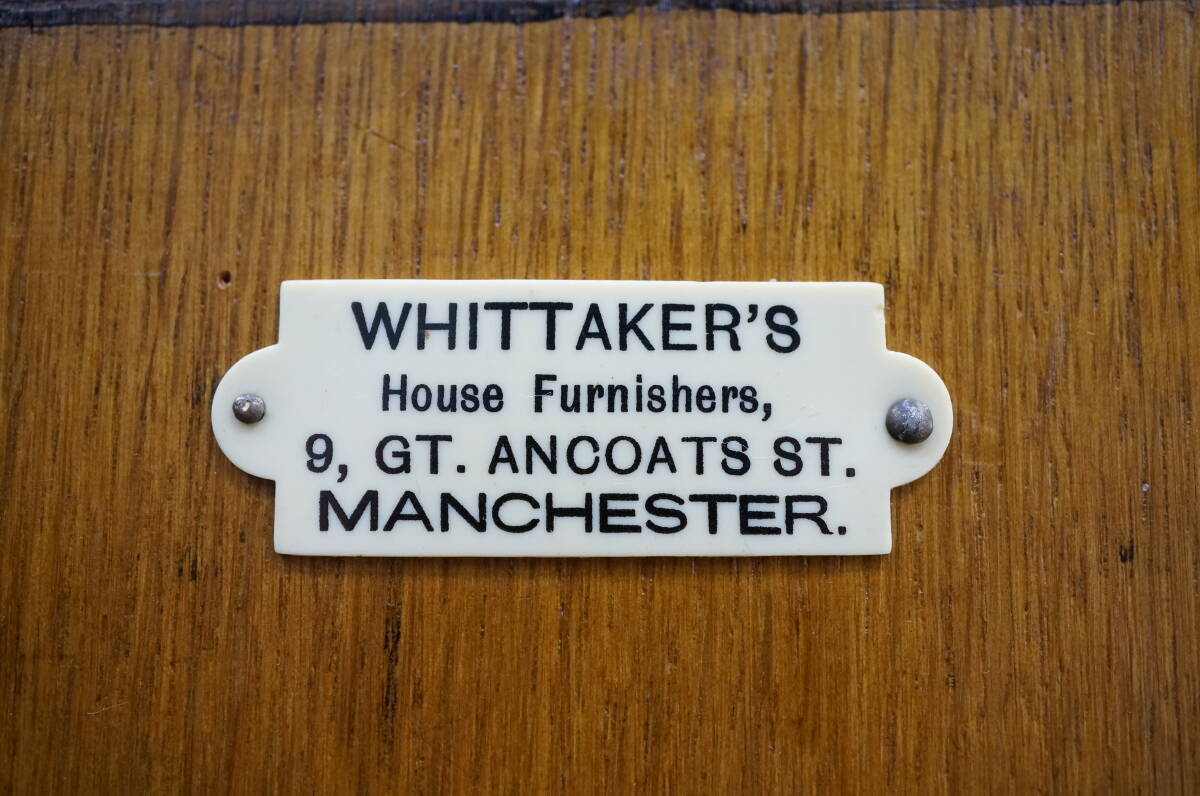 WHITTAKER'S
House Furnishers,
9, GT. ANCOATS ST.
MANCHESTER.